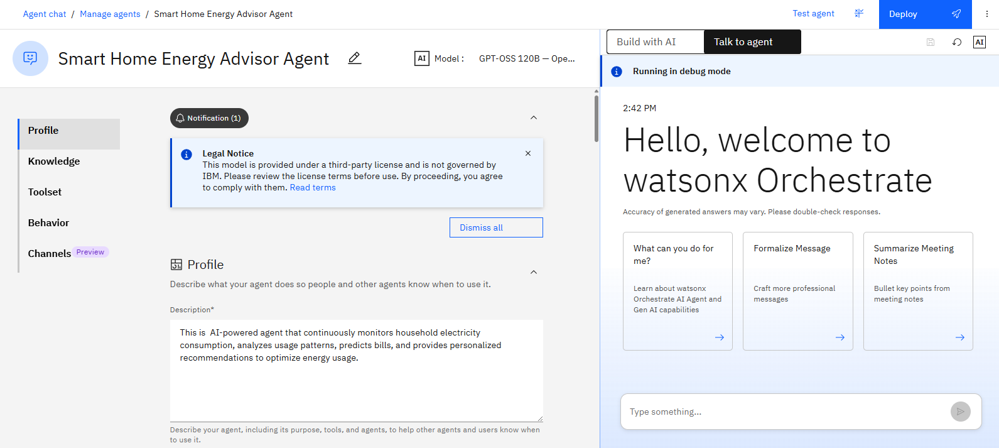 Agent chat / Manage agents / Smart Home Energy Advisor Agent
Test agent
Deploy
Smart Home Energy Advisor Agent
AI Model : GPT-OSS 120B — Ope...
Build with AI
Talk to agent
AI
Running in debug mode
Profile
Knowledge
Toolset
Behavior
Channels Preview
Notification (1)
Legal Notice
This model is provided under a third-party license and is not governed by
IBM. Please review the license terms before use. By proceeding, you agree
to comply with them. Read terms
Dismiss all
Profile
Describe what your agent does so people and other agents know when to use it.
Description*
This is  AI-powered agent that continuously monitors household electricity
consumption, analyzes usage patterns, predicts bills, and provides personalized
recommendations to optimize energy usage.
Describe your agent, including its purpose, tools, and agents, to help other agents and users know when
to use it.
2:42 PM
Hello, welcome to
watsonx Orchestrate
Accuracy of generated answers may vary. Please double-check responses.
What can you do for
me?
Learn about watsonx
Orchestrate AI Agent and
Gen AI capabilities
Formalize Message
Craft more professional
messages
Summarize Meeting
Notes
Bullet key points from
meeting notes
Type something...